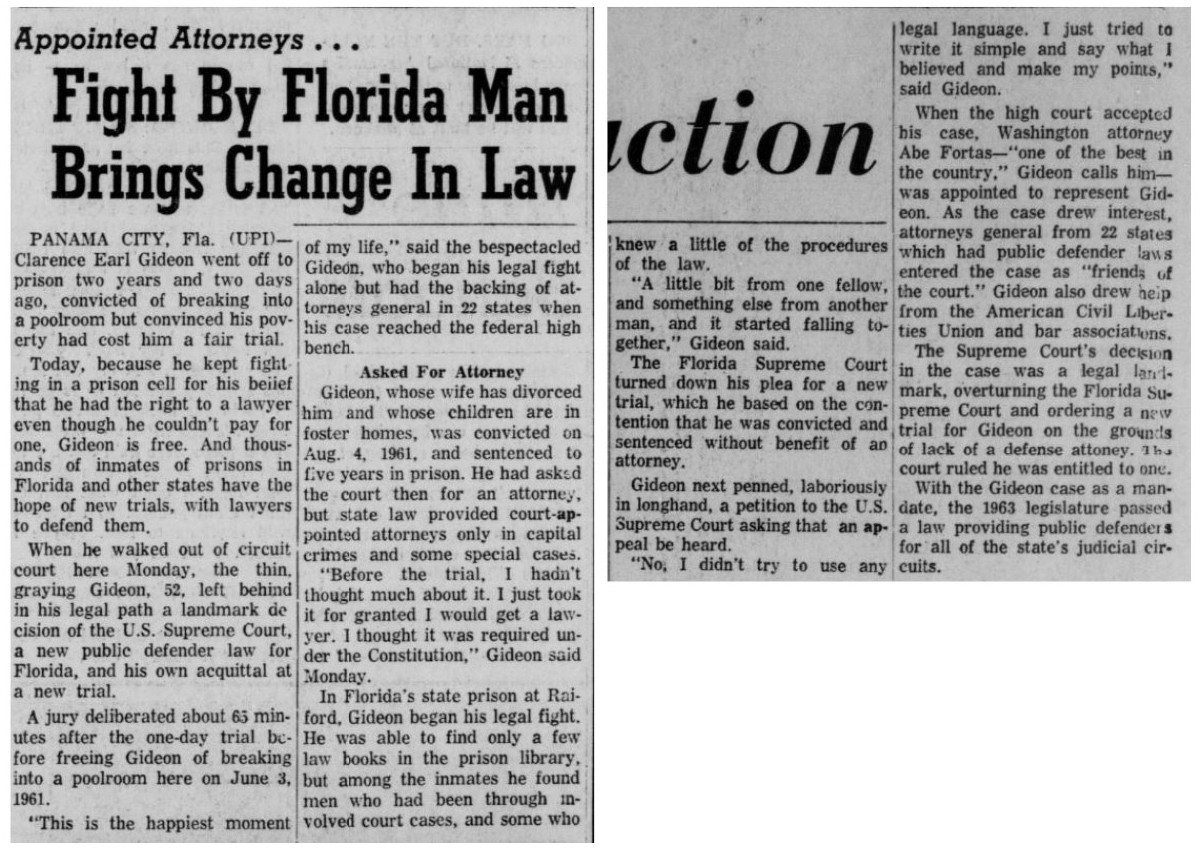 Appointed Attorneys . . .
Fight By Florida Man
Brings Change In Law
PANAMA CITY, Fla. (UPI)—
Clarence Earl Gideon went off to
prison two years and two days
ago, convicted of breaking into
a poolroom but convinced his pov-
erty had cost him a fair trial.
Today, because he kept fight-
ing in a prison cell for his belief
that he had the right to a lawyer
even though he couldn't pay for
one, Gideon is free. And thous-
ands of inmates of prisons in
Florida and other states have the
hope of new trials, with lawyers
to defend them.
When he walked out of circuit
court here Monday, the thin,
graying Gideon, 52, left behind
in his legal path a landmark de
cision of the U.S. Supreme Court,
a new public defender law for
Florida, and his own acquittal at
a new trial.
A jury deliberated about 65 min-
utes after the one-day trial be-
fore freeing Gideon of breaking
into a poolroom here on June 3,
1961.
"This is the happiest moment
of my life," said the bespectacled
Gideon, who began his legal fight
alone but had the backing of at-
torneys general in 22 states when
his case reached the federal high
bench.
Asked For Attorney
Gideon, whose wife has divorced
him and whose children are in
foster homes, was convicted on
Aug. 4, 1961, and sentenced to
five years in prison. He had asked
the court then for an attorney,
but state law provided court-ap-
pointed attorneys only in capital
crimes and some special cases.
"Before the trial, I hadn't
thought much about it. I just took
it for granted I would get a law-
yer. I thought it was required un-
der the Constitution," Gideon said
Monday.
In Florida's state prison at Rai-
ford, Gideon began his legal fight.
He was able to find only a few
law books in the prison library,
but among the inmates he found
men who had been through in-
volved court cases, and some who
uction
knew a little of the procedures
of the law.
"A little bit from one fellow,
and something else from another
man, and it started falling to-
gether," Gideon said.
The Florida Supreme Court
turned down his plea for a new
trial, which he based on the con-
tention that he was convicted and
sentenced without benefit of an
attorney.
Gideon next penned, laboriously
in longhand, a petition to the U.S.
Supreme Court asking that an ap-
peal be heard.
"No, I didn't try to use any
legal language. I just tried to
write it simple and say what I
believed and make my points,"
said Gideon.
When the high court accepted
his case, Washington attorney
Abe Fortas—"one of the best in
the country," Gideon calls him—
was appointed to represent Gid-
eon. As the case drew interest,
attorneys general from 22 states
which had public defender laws
entered the case as "friends of
the court." Gideon also drew help
from the American Civil Liber-
ties Union and bar associations.
The Supreme Court's decision
in the case was a legal land-
mark, overturning the Florida Su-
preme Court and ordering a new
trial for Gideon on the grounds
of lack of a defense attoney. The
court ruled he was entitled to one.
With the Gideon case as a man-
date, the 1963 legislature passed
a law providing public defenders
for all of the state's judicial cir-
cuits.